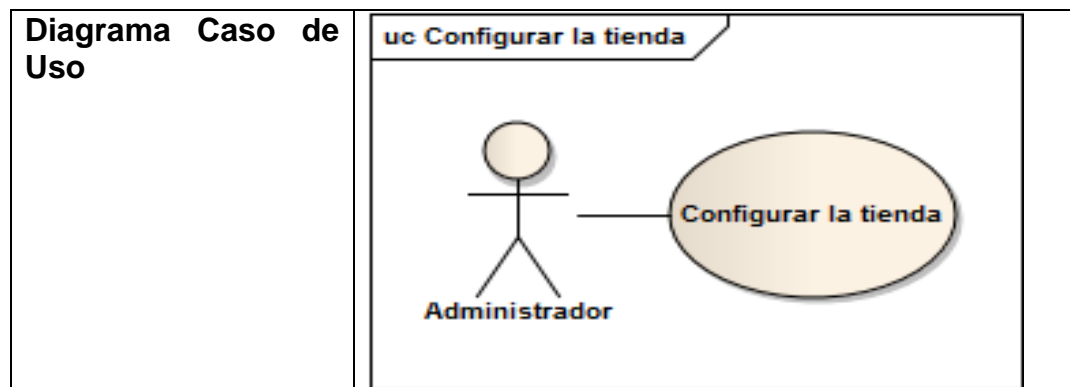 Diagrama Caso de
Uso
uc Configurar la tienda
Configurar la tienda
Administrador